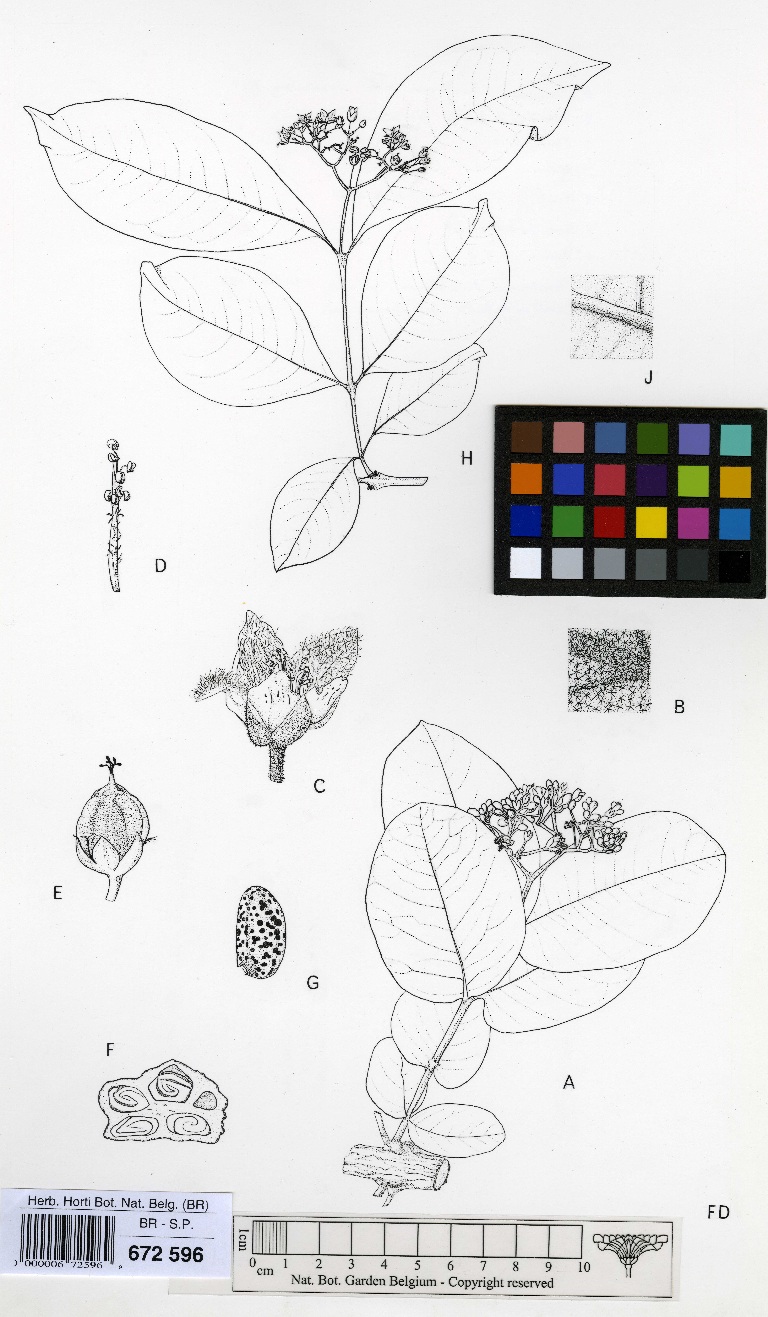 J
H
D
B
C
E
G
F
A
FD
Herb. Horti Bot. Nat. Belg. (BR)
BR - S.P.
672 596
1cm
0 1 2 3 4 5 6 7 8 9 10
cm
Nat. Bot. Garden Belgium - Copyright reserved